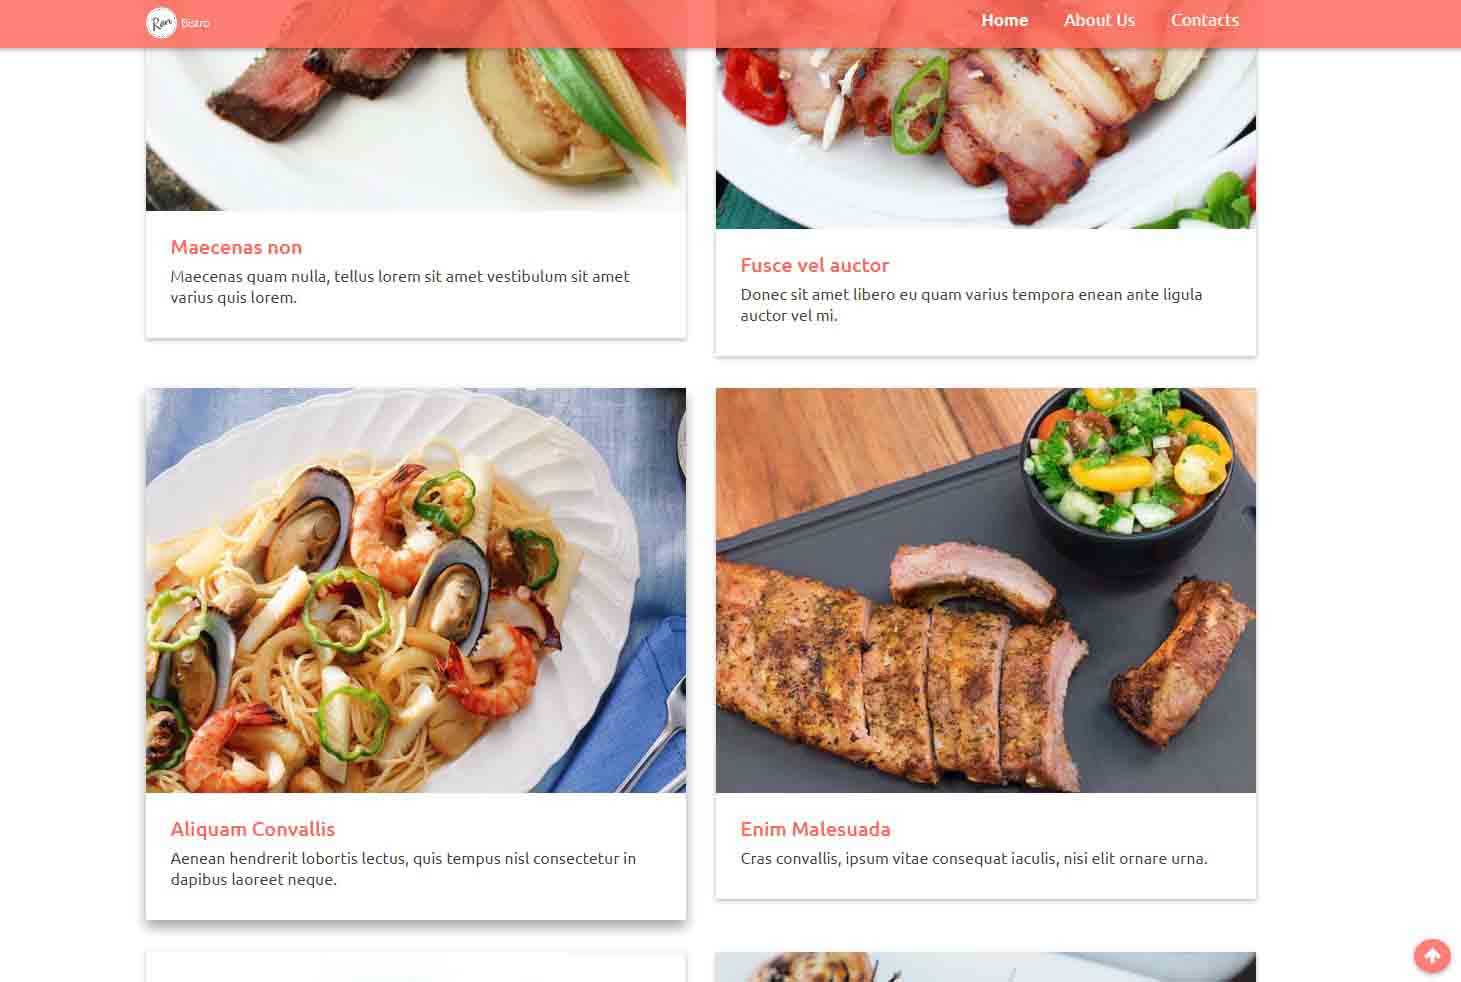 Ren Bistro
Home About Us Contacts
Maecenas non
Maecenas quam nulla, tellus lorem sit amet vestibulum sit amet
varius quis lorem.
Fusce vel auctor
Donec sit amet libero eu quam varius tempora enean ante ligula
auctor vel mi.
Aliquam Convallis
Aenean hendrerit lobortis lectus, quis tempus nisl consectetur in
dapibus laoreet neque.
Enim Malesuada
Cras convallis, ipsum vitae consequat iaculis, nisi elit ornare urna.